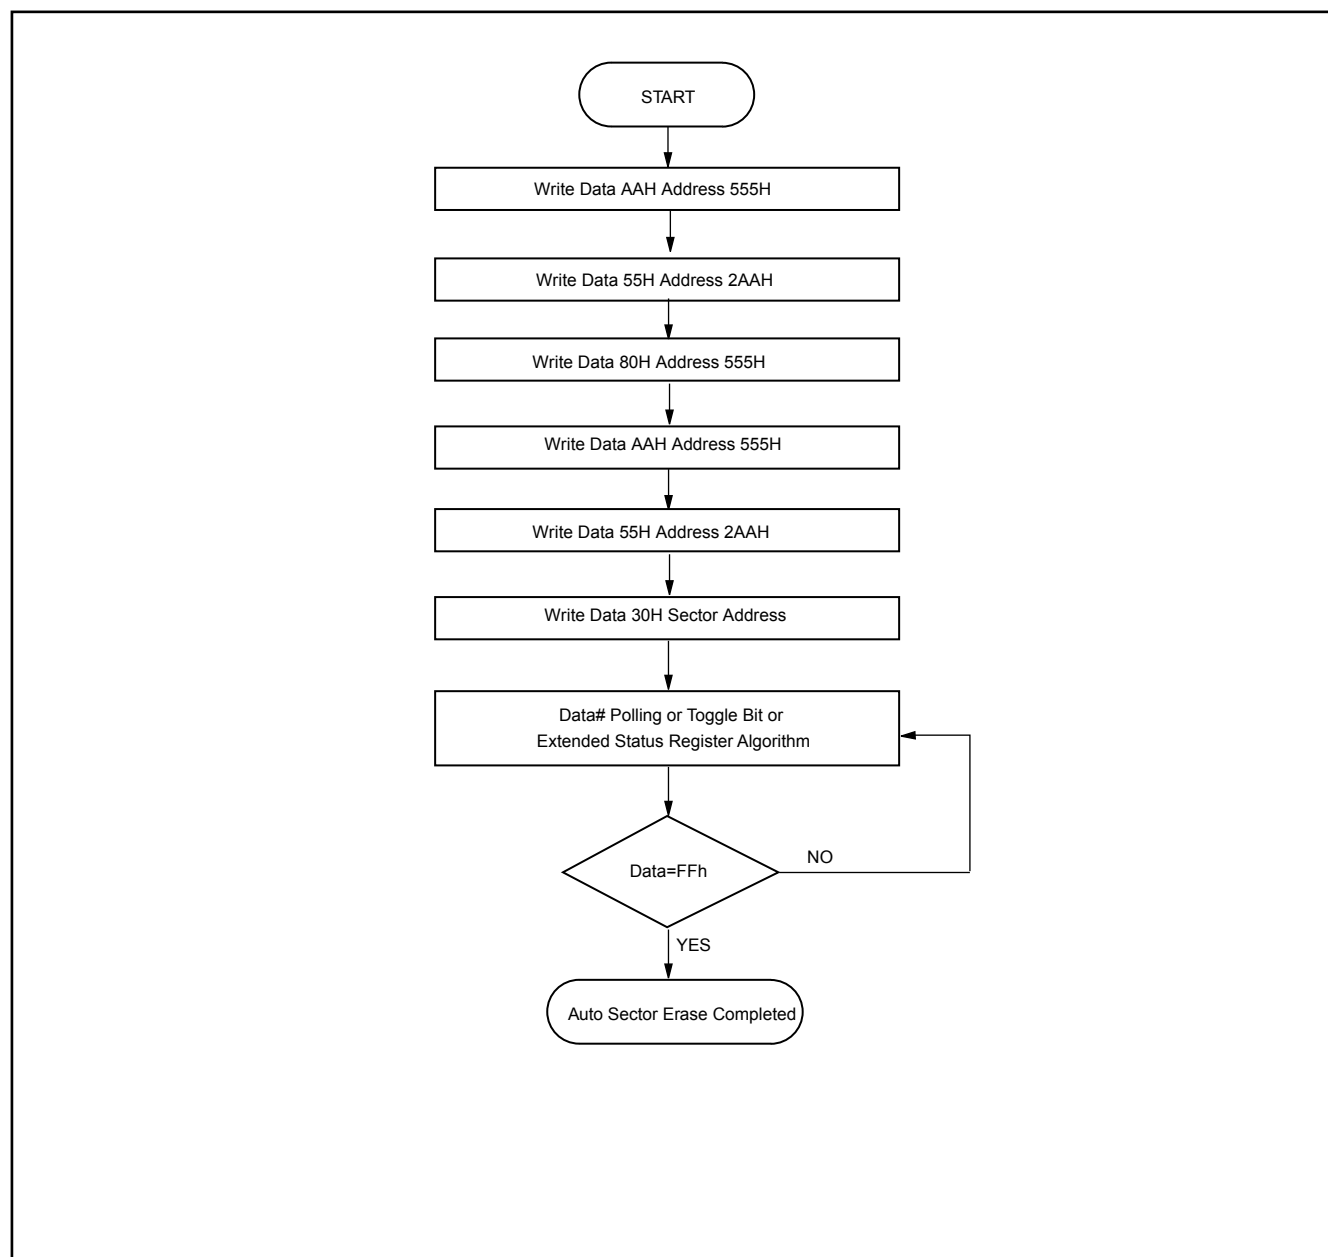 START
Write Data AAH Address 555H
Write Data 55H Address 2AAH
Write Data 80H Address 555H
Write Data AAH Address 555H
Write Data 55H Address 2AAH
Write Data 30H Sector Address
Data# Polling or Toggle Bit or
Extended Status Register Algorithm
Data=FFh
NO
YES
Auto Sector Erase Completed